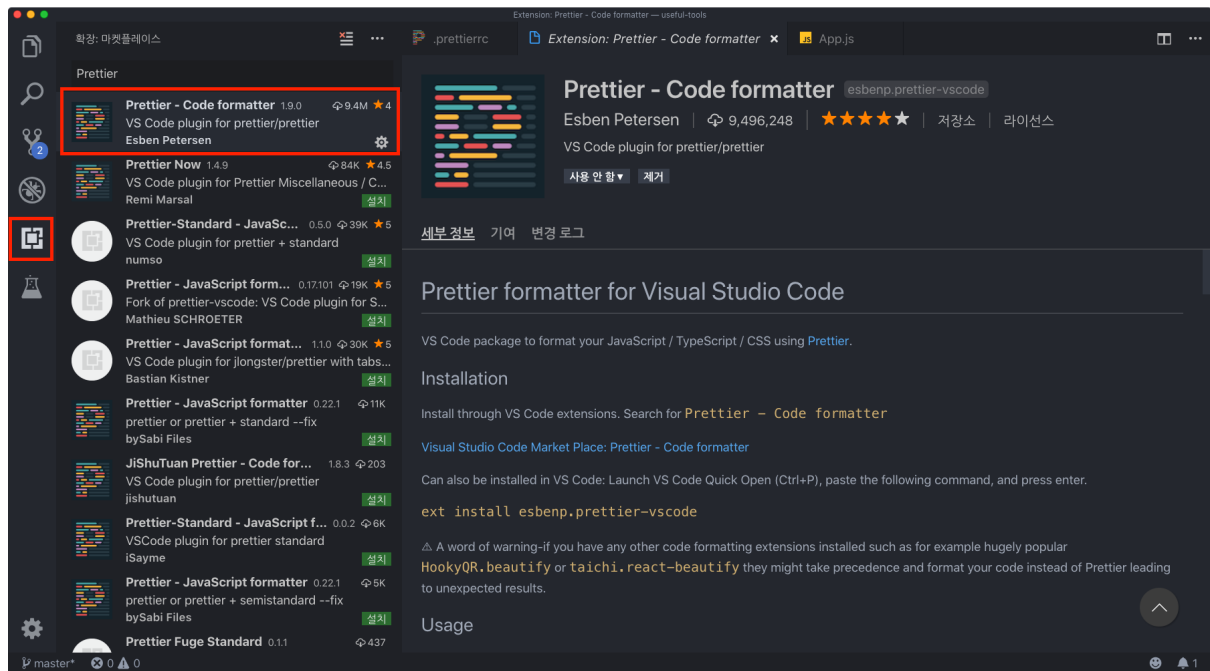 Extension: Prettier - Code formatter — useful-tools
확장: 마켓플레이스
.prettierrc
Extension: Prettier - Code formatter ×
JS App.js
Prettier
Prettier - Code formatter 1.9.0 9.4M ★4
VS Code plugin for prettier/prettier
Esben Petersen
2
Prettier Now 1.4.9 84K ★4.5
VS Code plugin for Prettier Miscellaneous / C...
Remi Marsal 설치
Prettier-Standard - JavaSc... 0.5.0 39K ★5
VS Code plugin for prettier + standard
numso 설치
Prettier - JavaScript form... 0.17.101 19K ★5
Fork of prettier-vscode: VS Code plugin for S...
Mathieu SCHROETER 설치
Prettier - JavaScript format... 1.1.0 30K ★5
VS Code plugin for jlongster/prettier with tabs...
Bastian Kistner 설치
Prettier - JavaScript formatter 0.22.1 11K
prettier or prettier + standard --fix
bySabi Files 설치
JiShuTuan Prettier - Code for... 1.8.3 203
VS Code plugin for prettier/prettier
jishutuan 설치
Prettier-Standard - JavaScript f... 0.0.2 6K
VSCode plugin for prettier standard
iSayme 설치
Prettier - JavaScript formatter 0.22.1 5K
prettier or prettier + semistandard --fix
bySabi Files 설치
Prettier Fuge Standard 0.1.1 437
Prettier - Code formatter esbenp.prettier-vscode
Esben Petersen | 9,496,248 | ★★★★★ | 저장소 | 라이선스
VS Code plugin for prettier/prettier
사용 안 함▼ 제거
세부 정보 기여 변경 로그
Prettier formatter for Visual Studio Code
VS Code package to format your JavaScript / TypeScript / CSS using Prettier.
Installation
Install through VS Code extensions. Search for Prettier - Code formatter
Visual Studio Code Market Place: Prettier - Code formatter
Can also be installed in VS Code: Launch VS Code Quick Open (Ctrl+P), paste the following command, and press enter.
ext install esbenp.prettier-vscode
⚠ A word of warning-if you have any other code formatting extensions installed such as for example hugely popular
HookyQR.beautify or taichi.react-beautify they might take precedence and format your code instead of Prettier leading
to unexpected results.
Usage
master* 0 0 1